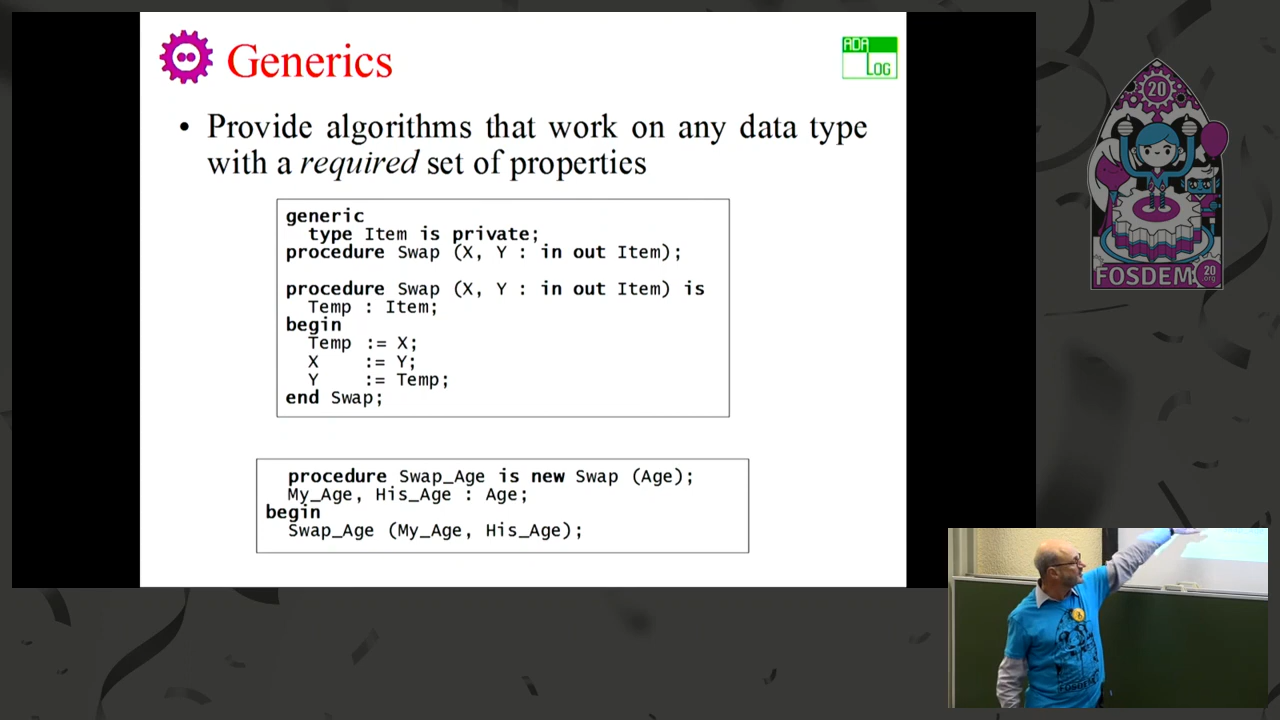 Generics
ADA
LOG
• Provide algorithms that work on any data type
with a required set of properties
generic
type Item is private;
procedure Swap (X, Y : in out Item);
procedure Swap (X, Y : in out Item) is
Temp : Item;
begin
Temp := X;
X := Y;
Y := Temp;
end Swap;
procedure Swap_Age is new Swap (Age);
My_Age, His_Age : Age;
begin
Swap_Age (My_Age, His_Age);
20
FOSDEM
20
.org